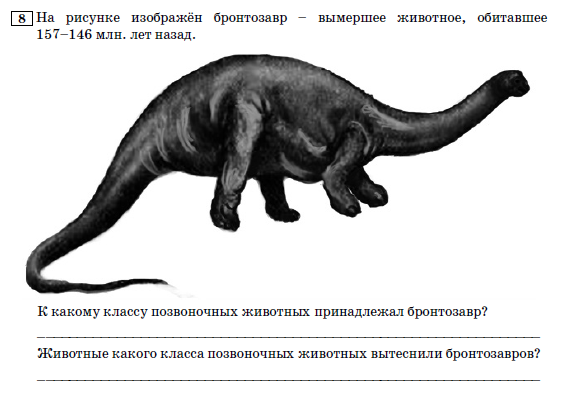 8 На рисунке изображён бронтозавр – вымершее животное, обитавшее
157–146 млн. лет назад.
К какому классу позвоночных животных принадлежал бронтозавр?
Животные какого класса позвоночных животных вытеснили бронтозавров?